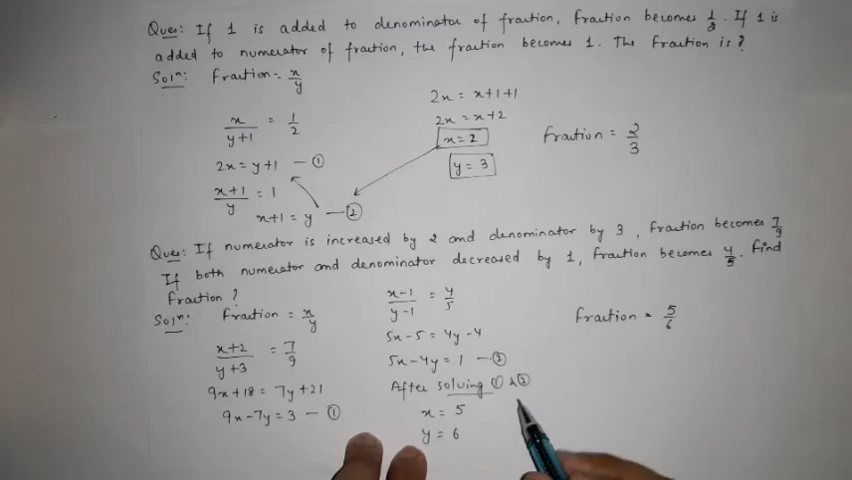 Ques: If 1 is added to denominator of fraction, fraction becomes 1/2. If 1 is
added to numerator of fraction, the fraction becomes 1. The fraction is?
Solⁿ: Fraction = x/y
x/(y+1) = 1/2
2x = y+1 — ①
(x+1)/y = 1
x+1 = y — ②
2x = x+1+1
2x = x+2
x = 2
y = 3
fraction = 2/3
Ques: If numerator is increased by 2 and denominator by 3, fraction becomes 7/9
If both numerator and denominator decreased by 1, fraction becomes 4/5. Find
fraction?
Solⁿ: Fraction = x/y
(x+2)/(y+3) = 7/9
9x+18 = 7y+21
9x-7y = 3 — ①
(x-1)/(y-1) = 4/5
5x-5 = 4y-4
5x-4y = 1 — ②
After solving ① & ②
x = 5
y = 6
fraction = 5/6